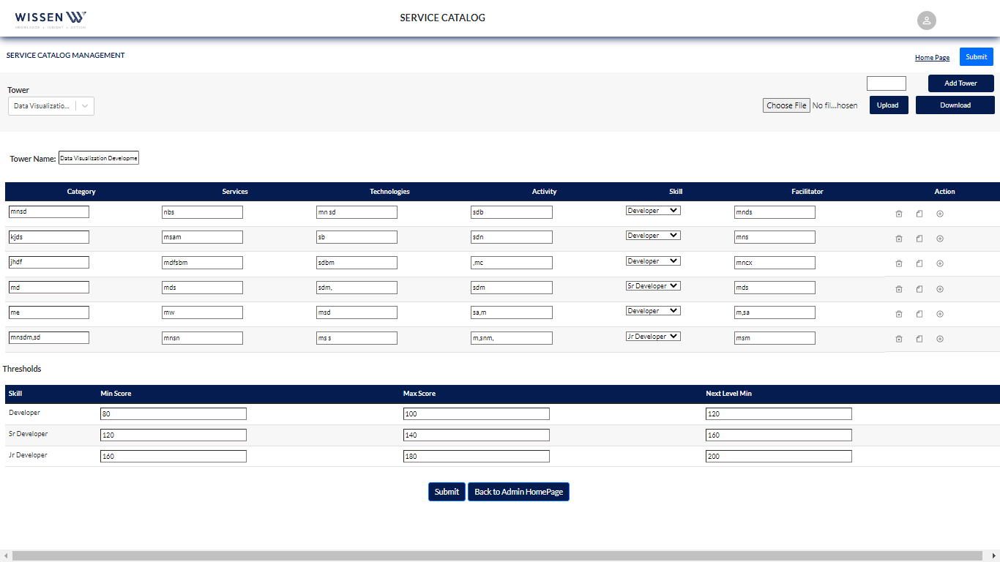 WISSEN
SERVICE CATALOG
SERVICE CATALOG MANAGEMENT
Home Page
Submit
Add Tower
Tower
Data Visualizatio...
Choose File No fil...hosen
Upload
Download
Tower Name: Data Visualization Developme
Category Services Technologies Activity Skill Facilitator Action
mnsd nbs mn sd sdb Developer mnds
kjds msam sb sdn Developer mns
jhdf mdfsbm sdbm ,mc Developer mncx
md mds sdm, sdm Sr Developer mds
me mw msd sa,m Developer m,sa
mnsdm,sd mnsn ms s m,snm, Jr Developer msm
Thresholds
Skill Min Score Max Score Next Level Min
Developer 80 100 120
Sr Developer 120 140 160
Jr Developer 160 180 200
Submit Back to Admin HomePage